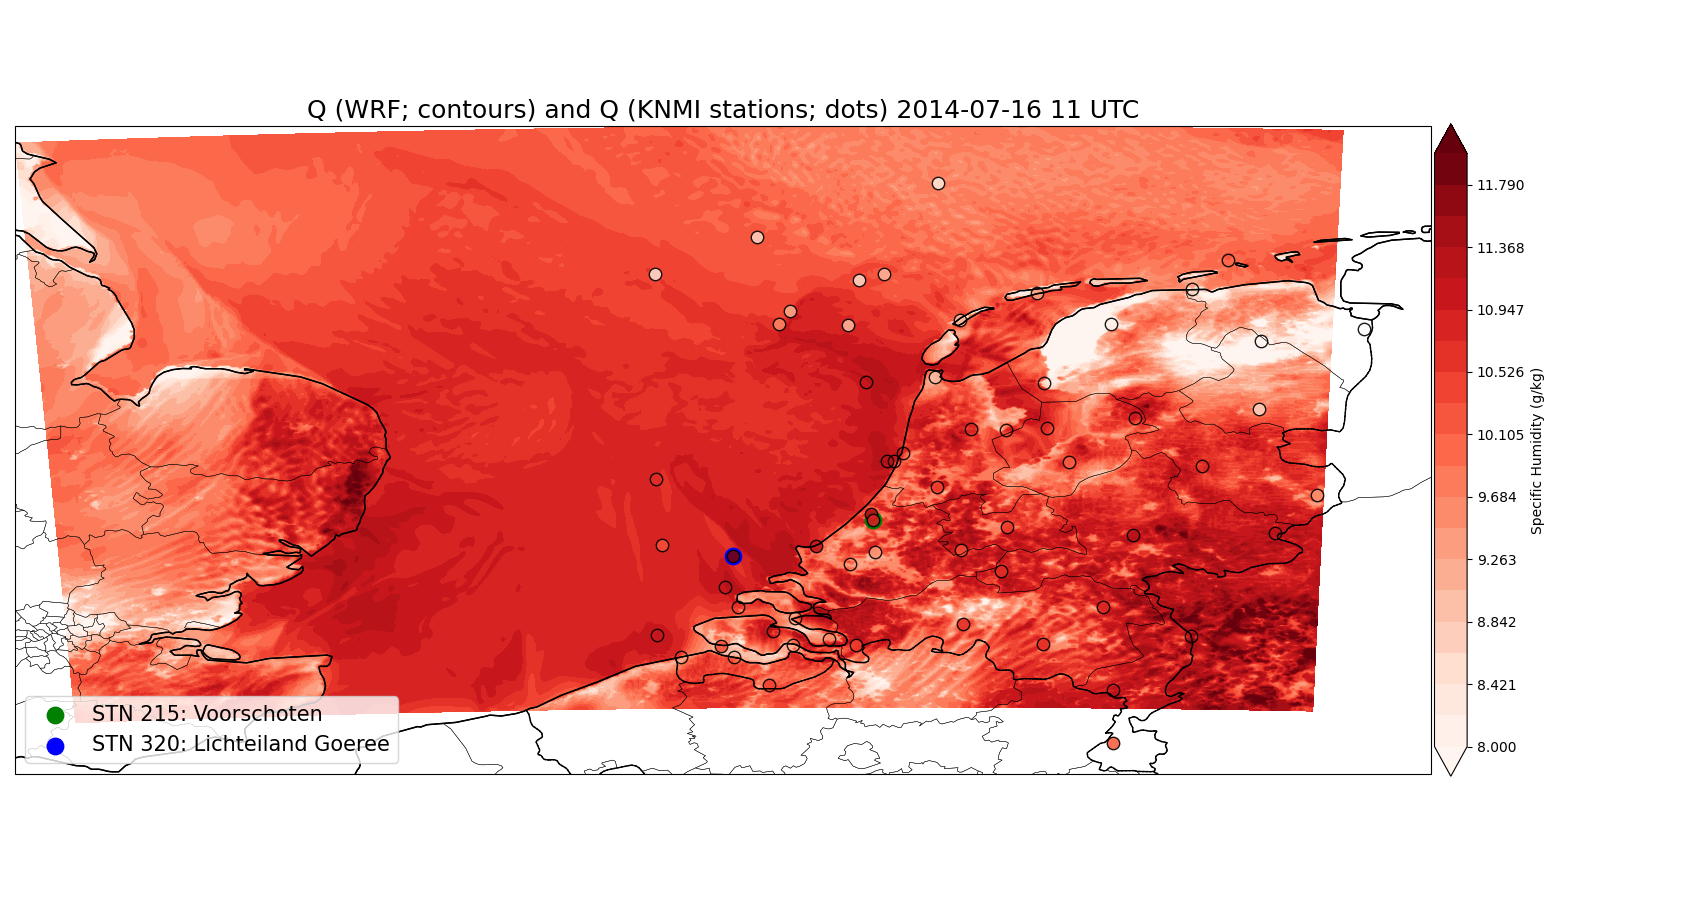 Q (WRF; contours) and Q (KNMI stations; dots) 2014-07-16 11 UTC
11.790
11.368
10.947
10.526
10.105
9.684
9.263
8.842
8.421
8.000
Specific Humidity (g/kg)
STN 215: Voorschoten
STN 320: Lichteiland Goeree